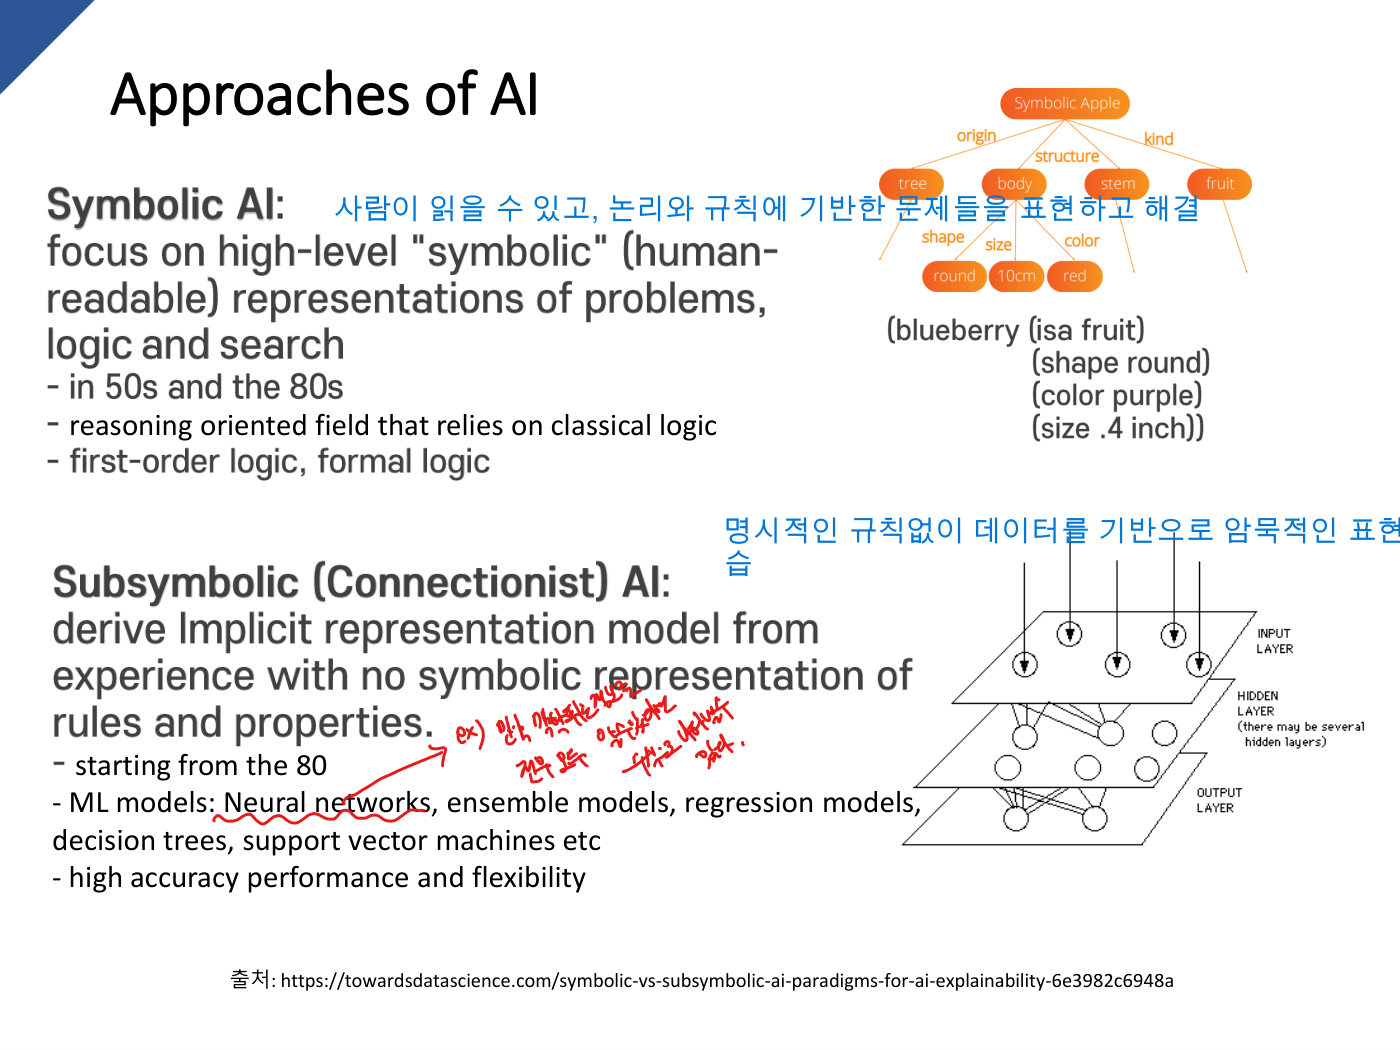 Approaches of AI
Symbolic AI:
사람이 읽을 수 있고, 논리와 규칙에 기반한 문제들을 표현하고 해결
focus on high-level "symbolic" (human-
readable) representations of problems,
logic and search
- in 50s and the 80s
- reasoning oriented field that relies on classical logic
- first-order logic, formal logic
Symbolic Apple
origin
structure
kind
tree
body
stem
fruit
shape
size
color
round
10cm
red
(blueberry (isa fruit)
(shape round)
(color purple)
(size .4 inch))
명시적인 규칙없이 데이터를 기반으로 암묵적인 표현
습
Subsymbolic (Connectionist) AI:
derive Implicit representation model from
experience with no symbolic representation of
rules and properties.
ex)
- starting from the 80
- ML models: Neural networks, ensemble models, regression models,
decision trees, support vector machines etc
- high accuracy performance and flexibility
INPUT
LAYER
HIDDEN
LAYER
(there may be several
hidden layers)
OUTPUT
LAYER
출처: https://towardsdatascience.com/symbolic-vs-subsymbolic-ai-paradigms-for-ai-explainability-6e3982c6948a